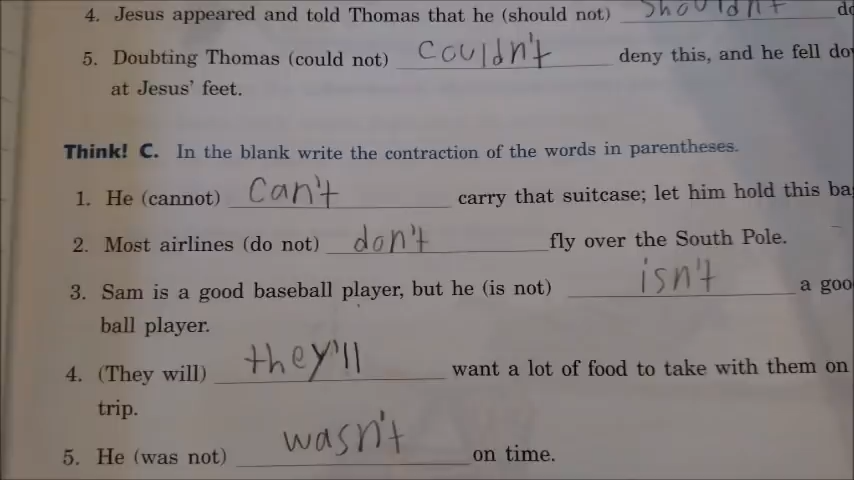 4. Jesus appeared and told Thomas that he (should not) shouldn't
5. Doubting Thomas (could not) couldn't deny this, and he fell
at Jesus' feet.
Think! C. In the blank write the contraction of the words in parentheses.
1. He (cannot) can't carry that suitcase; let him hold this
2. Most airlines (do not) don't fly over the South Pole.
3. Sam is a good baseball player, but he (is not) isn't a
ball player.
4. (They will) they'll want a lot of food to take with them on
trip.
5. He (was not) wasn't on time.